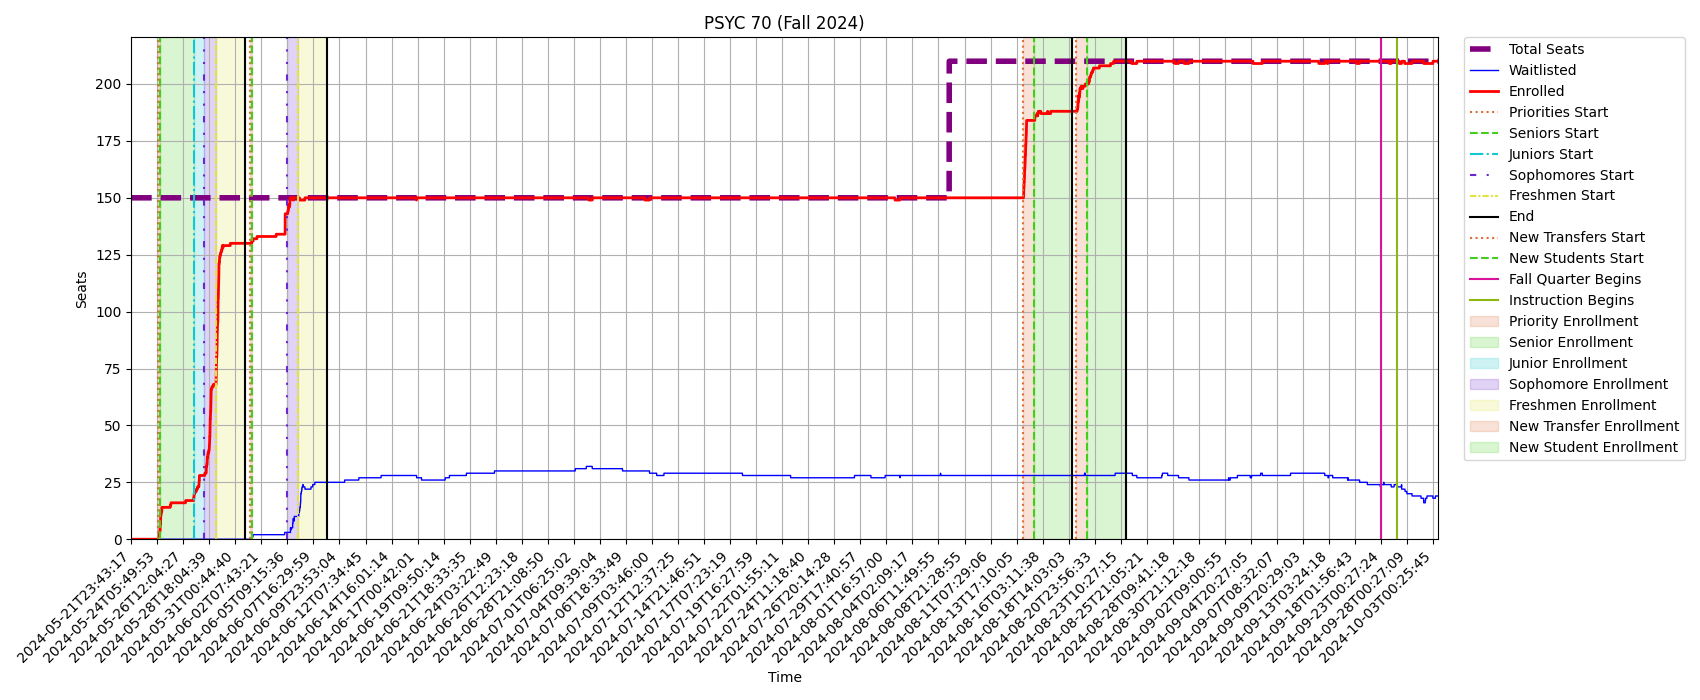 PSYC 70 (Fall 2024)
Seats
200
175
150
125
100
75
50
25
0
2024-05-21T23:43:17
2024-05-24T05:49:53
2024-05-26T12:04:27
2024-05-28T18:04:39
2024-05-31T00:44:40
2024-06-02T07:43:21
2024-06-05T09:15:36
2024-06-07T16:29:59
2024-06-09T23:53:04
2024-06-12T07:34:45
2024-06-14T16:01:14
2024-06-17T00:42:01
2024-06-19T09:50:14
2024-06-21T18:33:35
2024-06-24T03:22:49
2024-06-26T12:23:18
2024-06-28T21:08:50
2024-07-01T06:25:02
2024-07-04T09:39:04
2024-07-06T18:33:49
2024-07-09T03:46:00
2024-07-12T12:37:25
2024-07-14T21:46:51
2024-07-17T07:23:19
2024-07-19T16:27:59
2024-07-22T01:55:11
2024-07-24T11:18:40
2024-07-26T20:14:28
2024-07-29T17:40:57
2024-08-01T16:57:00
2024-08-04T02:09:17
2024-08-06T11:49:55
2024-08-08T21:28:55
2024-08-11T07:29:06
2024-08-13T17:10:05
2024-08-16T03:11:38
2024-08-18T14:03:03
2024-08-20T23:56:33
2024-08-23T10:27:15
2024-08-25T21:05:21
2024-08-28T09:41:18
2024-08-30T21:12:18
2024-09-02T09:00:55
2024-09-04T20:27:05
2024-09-07T08:32:07
2024-09-09T20:29:03
2024-09-13T03:24:18
2024-09-18T01:56:43
2024-09-23T00:27:24
2024-09-28T00:27:09
2024-10-03T00:25:45
Time
Total Seats
Waitlisted
Enrolled
Priorities Start
Seniors Start
Juniors Start
Sophomores Start
Freshmen Start
End
New Transfers Start
New Students Start
Fall Quarter Begins
Instruction Begins
Priority Enrollment
Senior Enrollment
Junior Enrollment
Sophomore Enrollment
Freshmen Enrollment
New Transfer Enrollment
New Student Enrollment